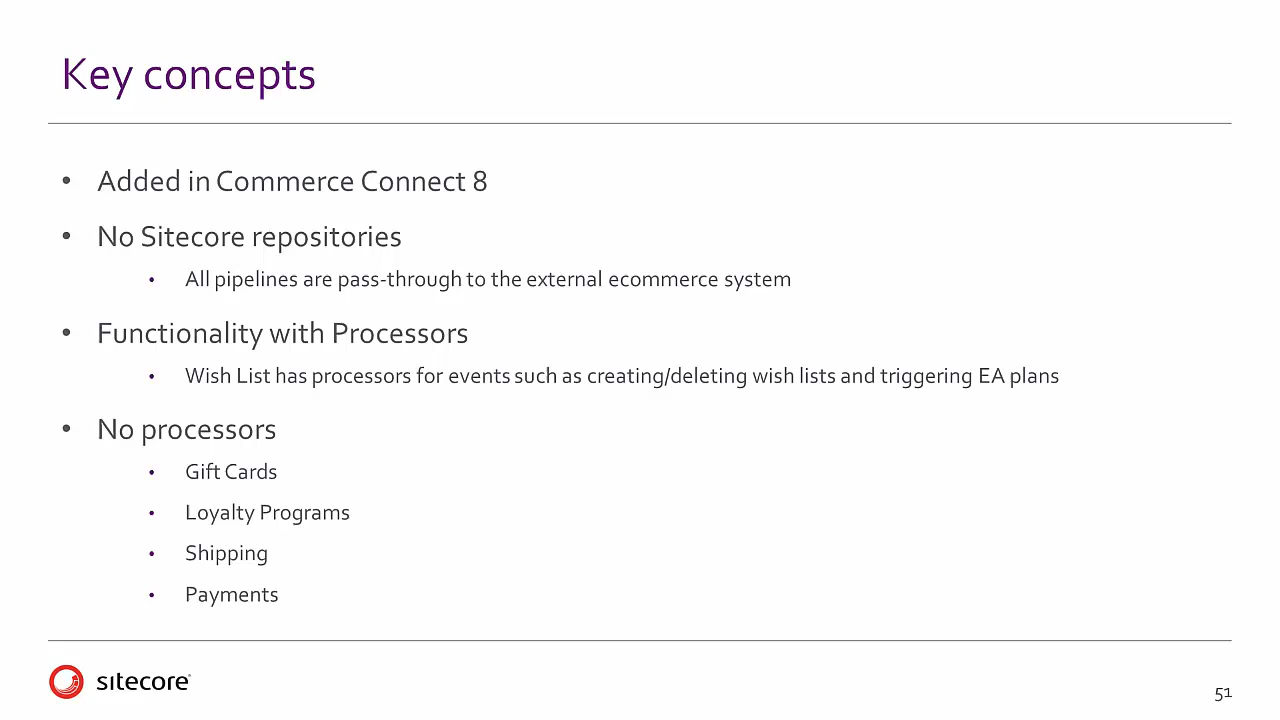 Key concepts
• Added in Commerce Connect 8
• No Sitecore repositories
• All pipelines are pass-through to the external ecommerce system
• Functionality with Processors
• Wish List has processors for events such as creating/deleting wish lists and triggering EA plans
• No processors
• Gift Cards
• Loyalty Programs
• Shipping
• Payments
sitecore
51